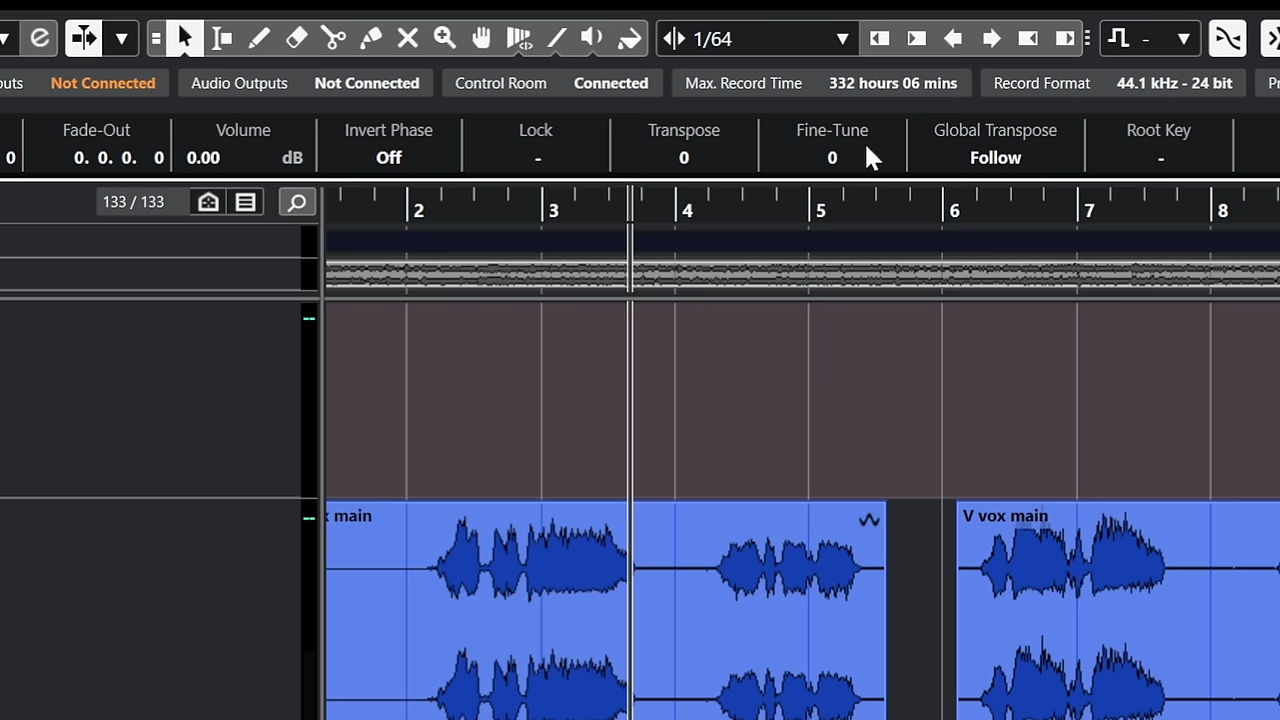 1/64 -
uts Not Connected Audio Outputs Not Connected Control Room Connected Max. Record Time 332 hours 06 mins Record Format 44.1 kHz - 24 bit Pr
Fade-Out Volume Invert Phase Lock Transpose Fine-Tune Global Transpose Root Key
0 0. 0. 0. 0 0.00 dB Off - 0 0 Follow -
133 / 133
2 3 4 5 6 7 8
x main
V vox main